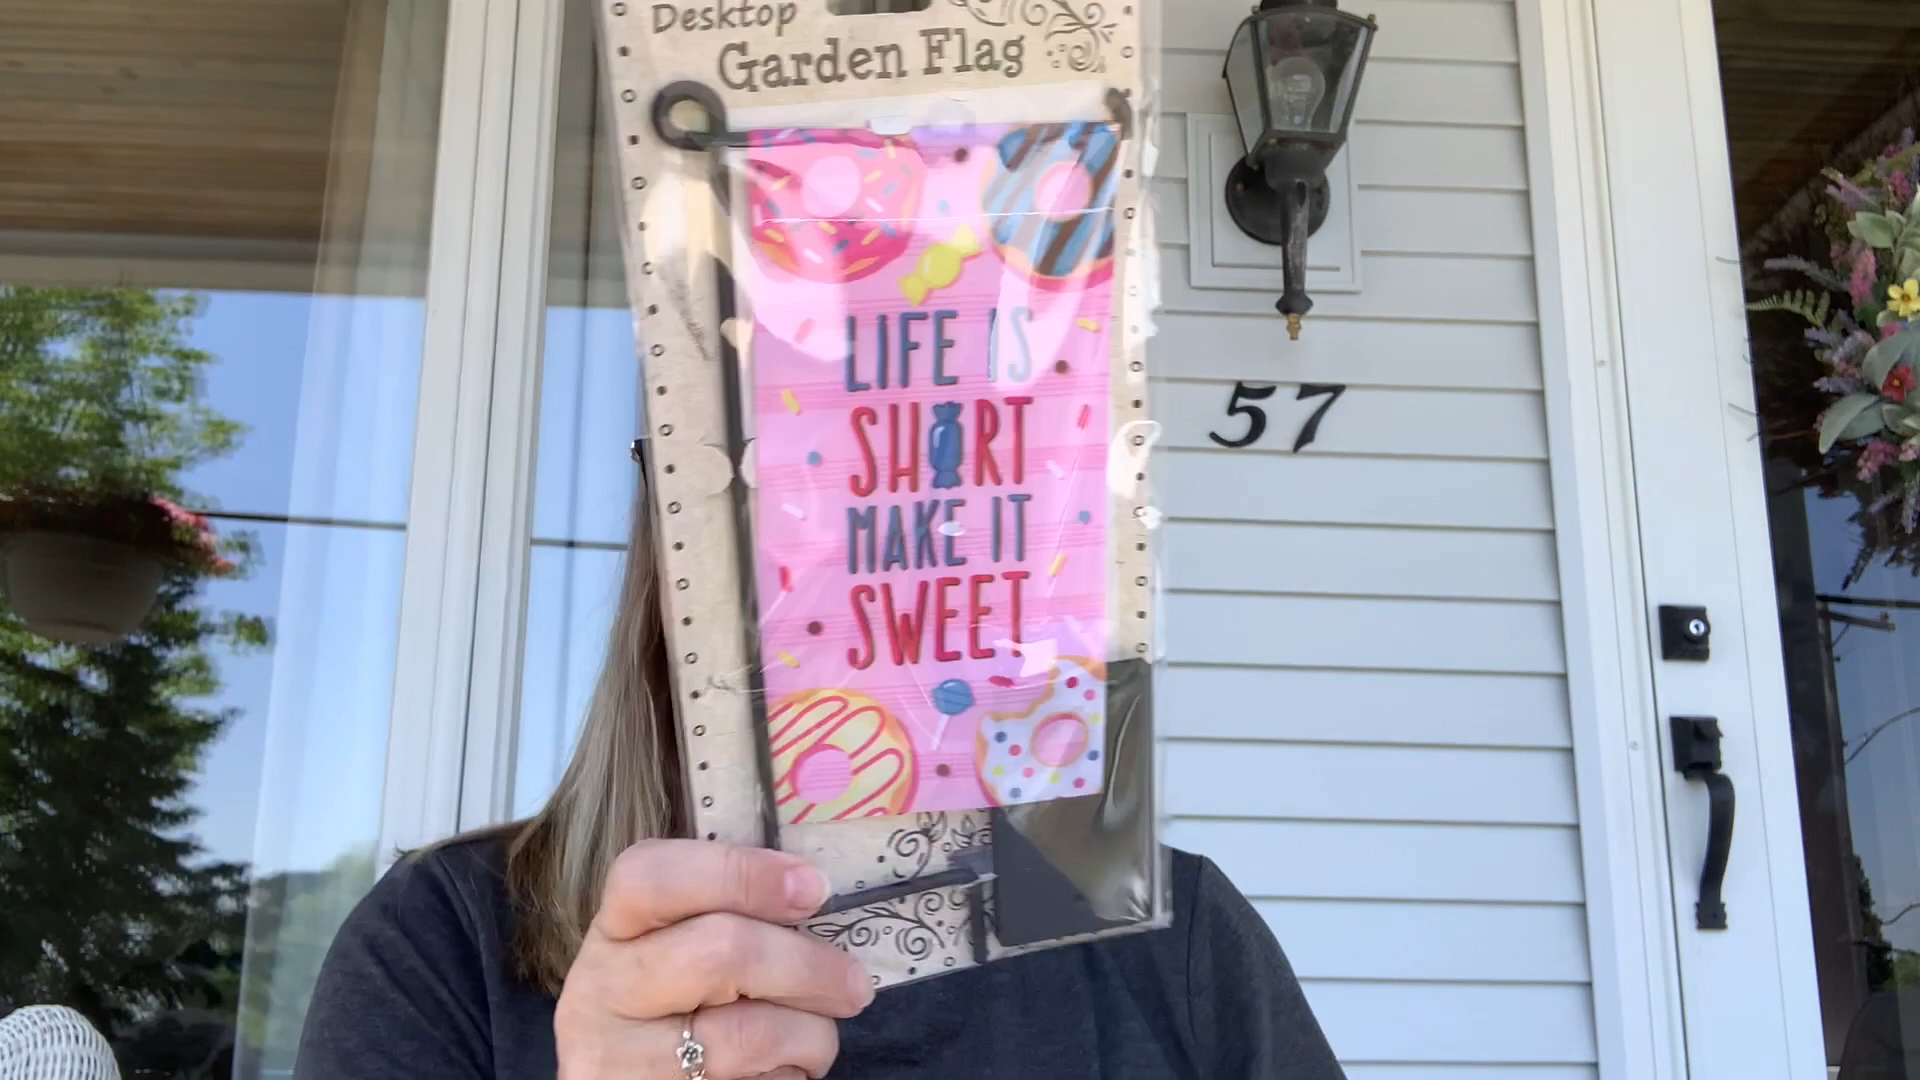 Desktop
Garden Flag
LIFE IS
SHORT
MAKE IT
SWEET
57